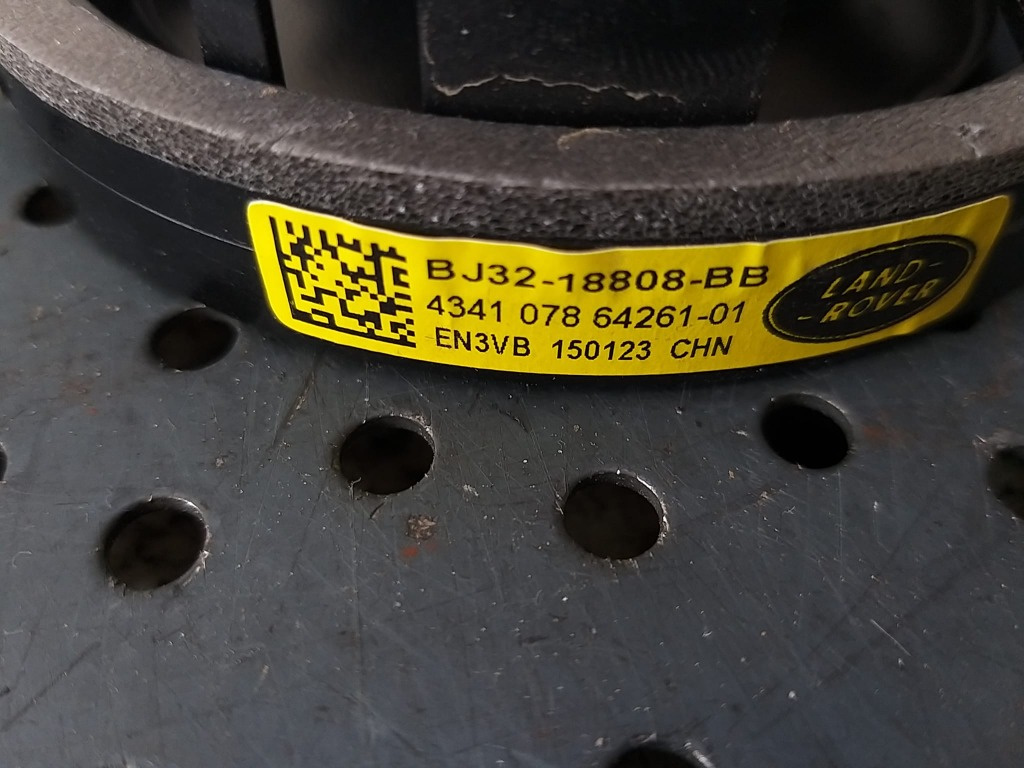 BJ32-18808-BB
4341 078 64261-01
EN3VB 150123 CHN
LAND-
-ROVER